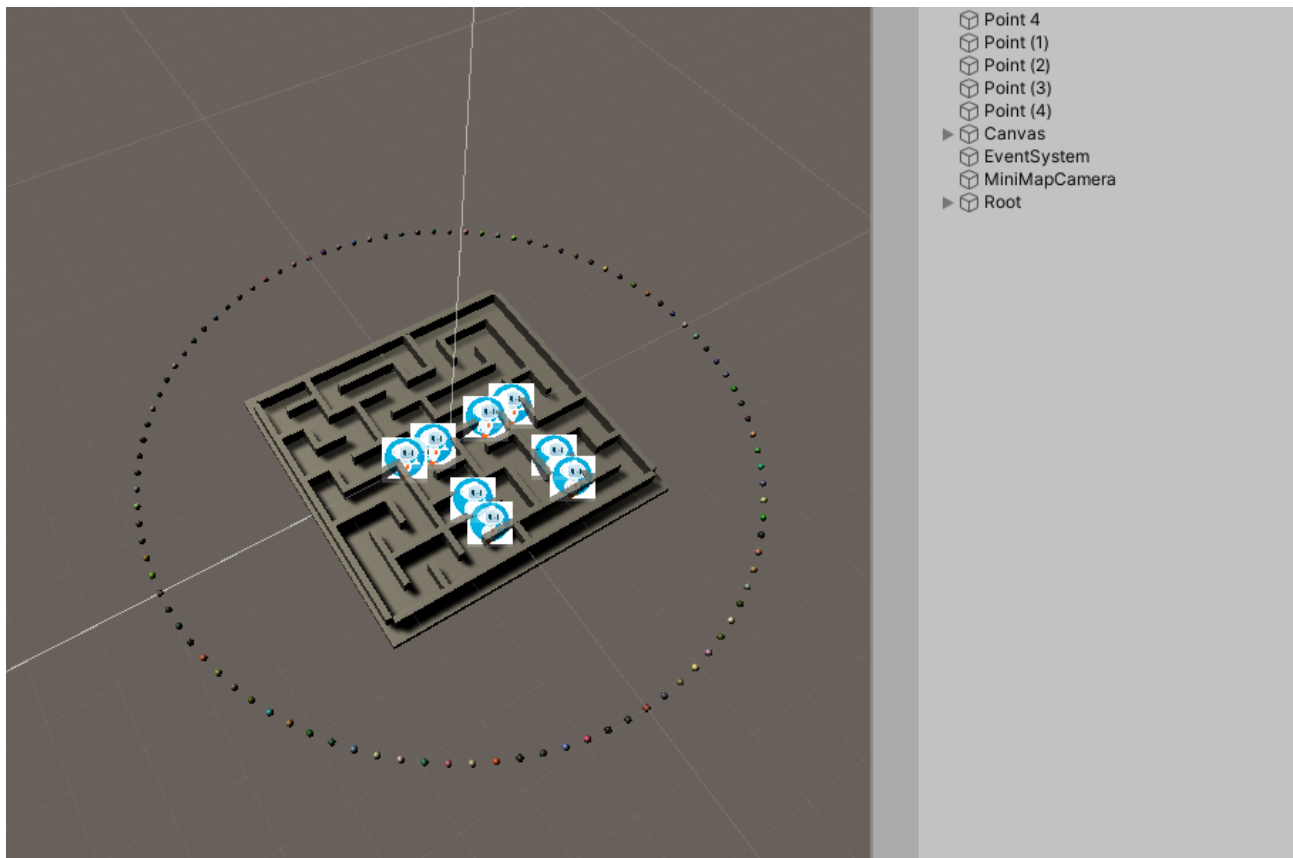 Point 4
Point (1)
Point (2)
Point (3)
Point (4)
Canvas
EventSystem
MiniMapCamera
Root